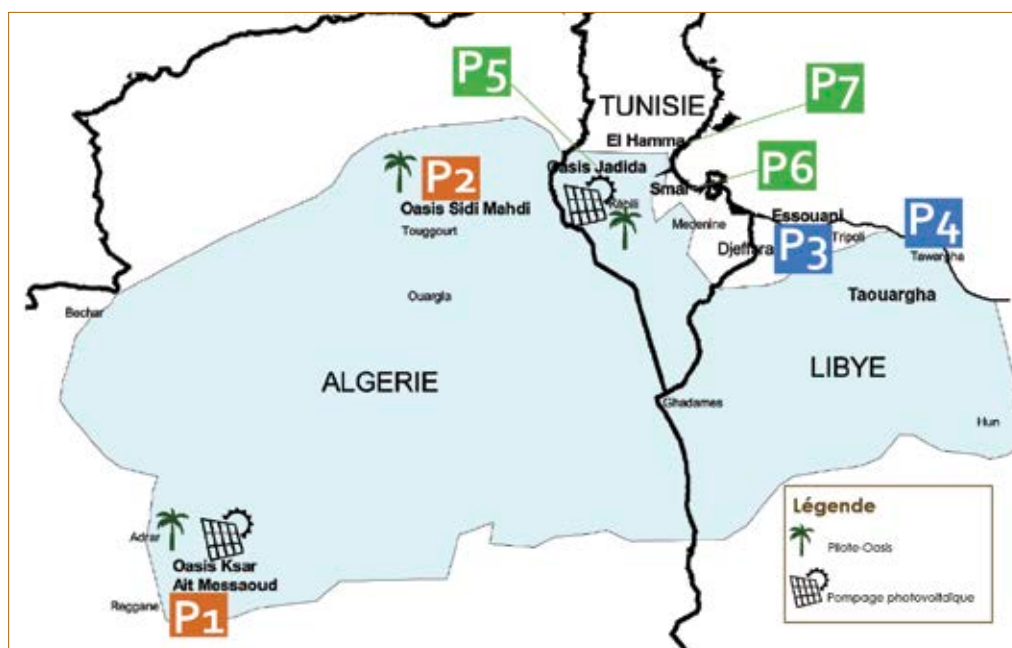 P5
TUNISIE
P7
El Hamma
Oasis Jadida
P2
Smar
P6
Kébili
Oasis Sidi Mahdi
Touggourt
Medenine
Essouani
Djeffara
P3
Tripoli
P4
Tawargha
Ouargla
Taouargha
Bechar
ALGERIE
LIBYE
Ghadames
Hun
Légende
Pilote-Oasis
Pompage photovoltaïque
Adrar
Oasis Ksar
Ait Messaoud
Reggane
P1